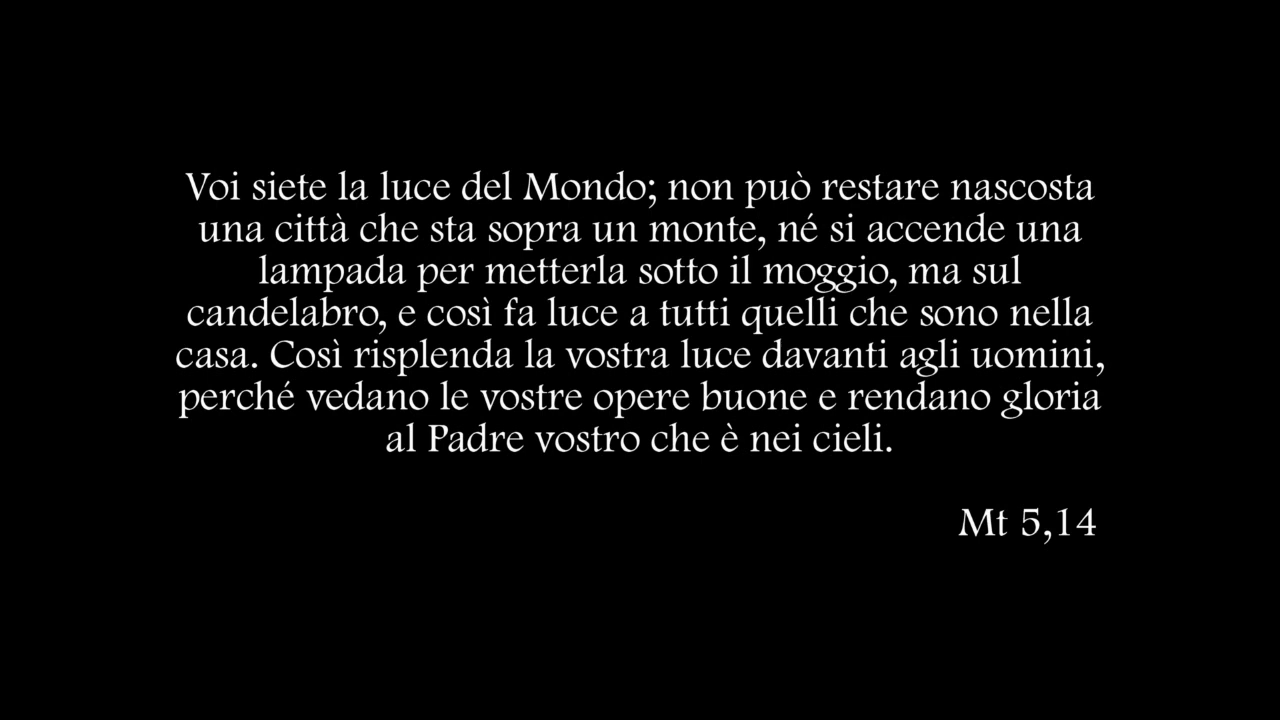 Voi siete la luce del Mondo; non può restare nascosta
una città che sta sopra un monte, né si accende una
lampada per metterla sotto il moggio, ma sul
candelabro, e così fa luce a tutti quelli che sono nella
casa. Così risplenda la vostra luce davanti agli uomini,
perché vedano le vostre opere buone e rendano gloria
al Padre vostro che è nei cieli.
Mt 5,14